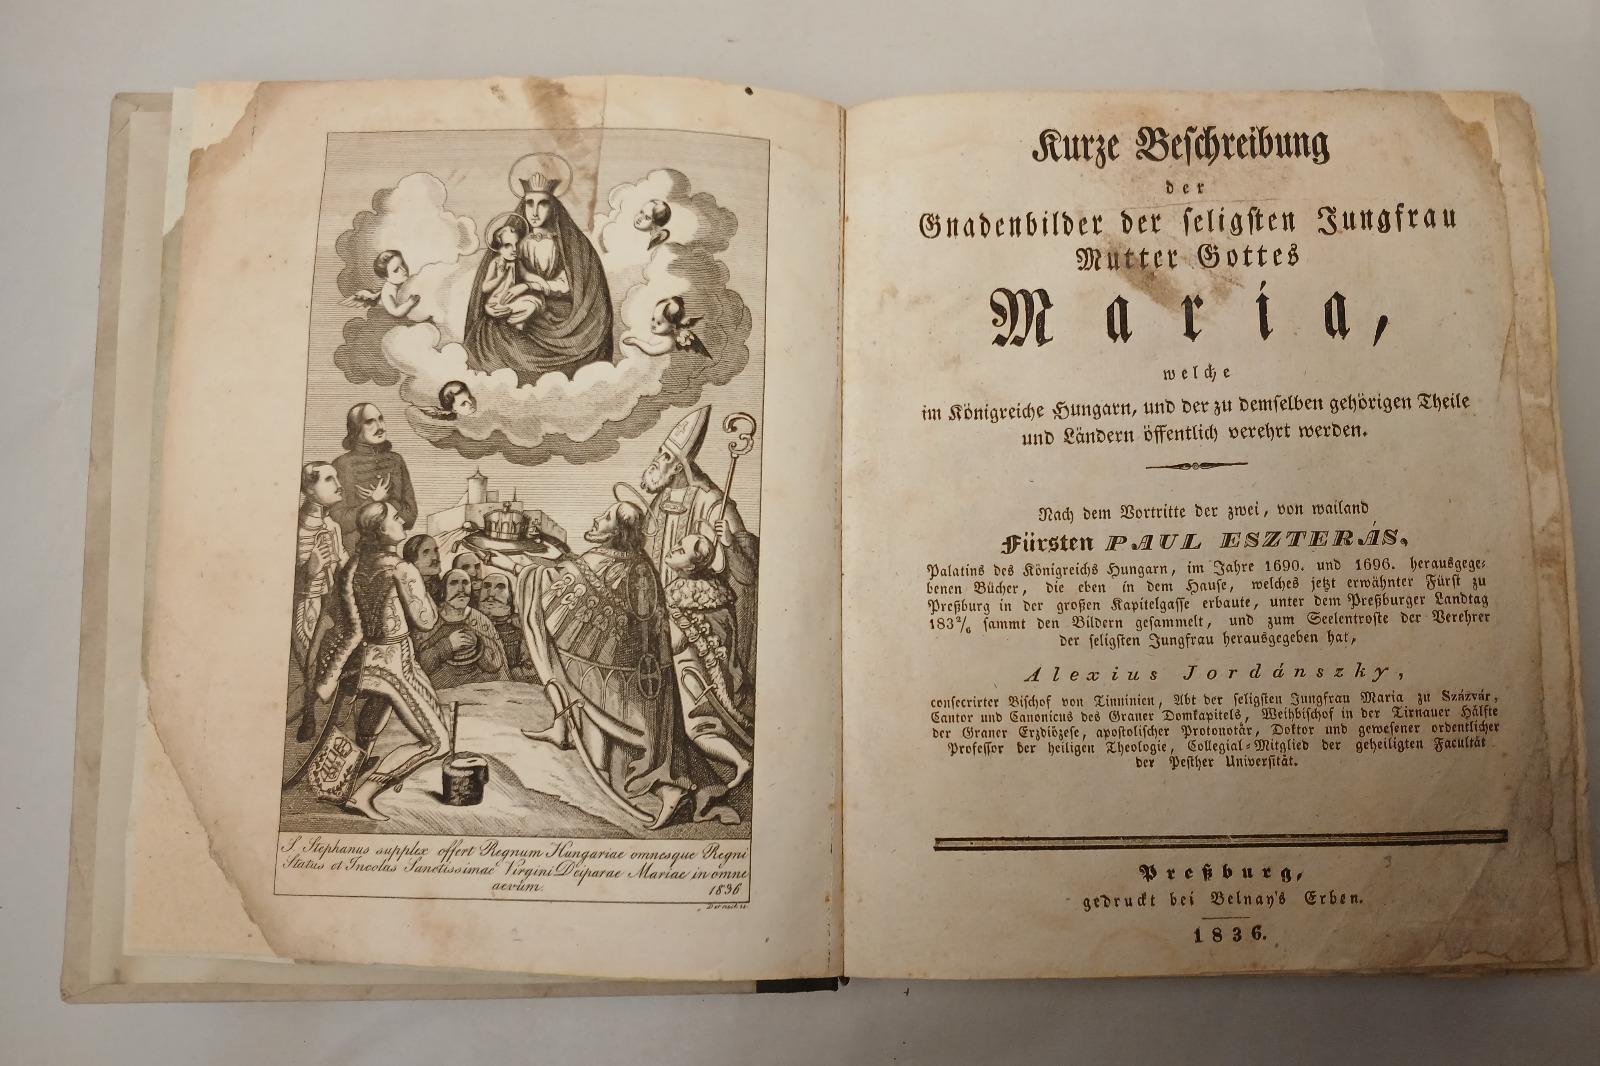 S. Stephanus supplex offert Regnum Hungariae omnesque Regni
Status et Incolas Sanctissimae Virgini Deiparae Mariae in omne
aevum. 1836
Kurze Beschreibung
der
Gnadenbilder der seligsten Jungfrau
Mutter Gottes
Maria,
welche
im Königreiche Hungarn, und der zu demselben gehörigen Theile
und Ländern öffentlich verehrt werden.
Nach dem Vortritte der zwei, von wailand
Fürsten PAUL ESZTERÁS,
Palatins des Königreichs Hungarn, im Jahre 1690. und 1696. herausgege-
benen Bücher, die eben in dem Hause, welches jetzt erwähnter Fürst zu
Preßburg in der großen Kapitelgasse erbaute, unter dem Preßburger Landtag
183²/₆ sammt den Bildern gesammelt, und zum Seelentroste der Verehrer
der seligsten Jungfrau herausgegeben hat,
Alexius Jordánszky,
consecrirter Bischof von Tinninien, Abt der seligsten Jungfrau Maria zu Százvár,
Cantor und Canonicus des Graner Domkapitels, Weihbischof in der Tirnauer Hälfte
der Graner Erzdiözese, apostolischer Protonotär, Doktor und gewesener ordentlicher
Professor der heiligen Theologie, Collegial-Mitglied der geheiligten Facultät
der Pesther Universität.
Preßburg,
gedruckt bei Belnay's Erben.
1836.